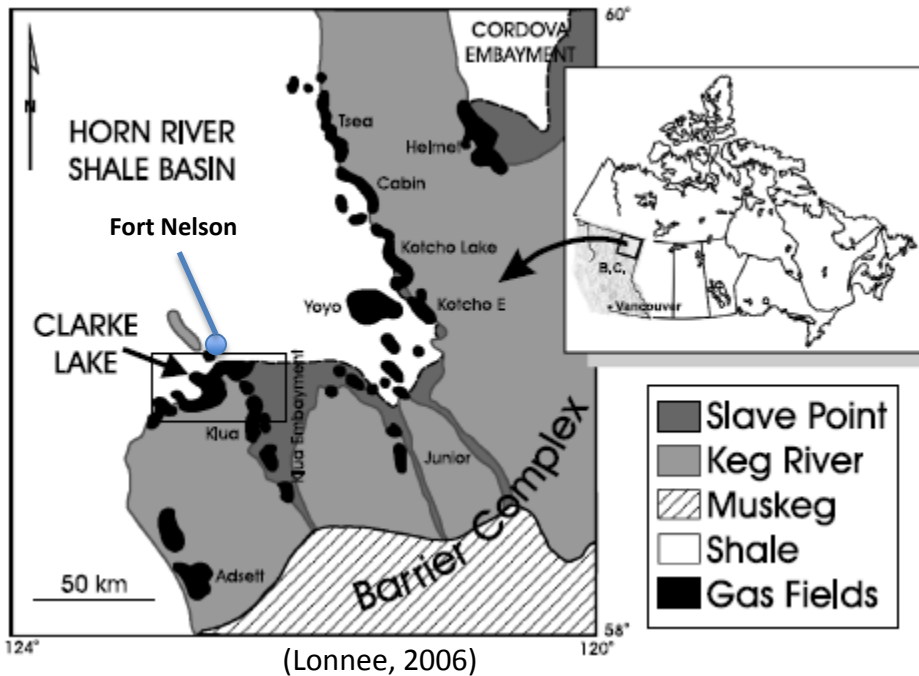 60°
CORDOVA
EMBAYMENT
N
HORN RIVER
SHALE BASIN
Tsea
Helmet
Cabin
Fort Nelson
Kotcho Lake
B.C.
Vancouver
Yoyo
Kotcho E
CLARKE
LAKE
Klua
Klua Embayment
Junior
Barrier Complex
Adsett
50 km
58°
124°
120°
(Lonnee, 2006)
Slave Point
Keg River
Muskeg
Shale
Gas Fields